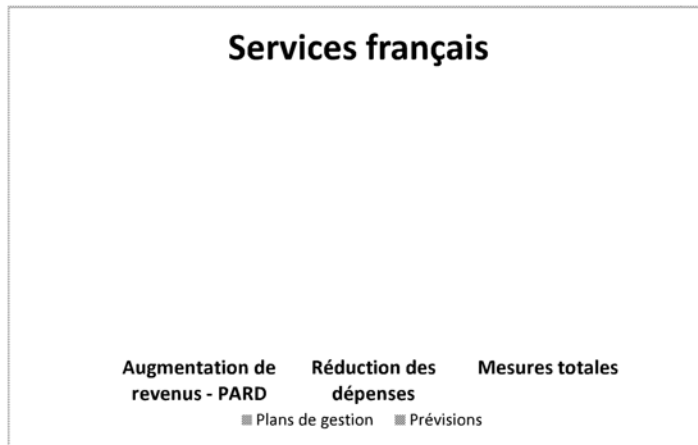 Services français
Augmentation de revenus - PARD
Réduction des dépenses
Mesures totales
Plans de gestion
Prévisions